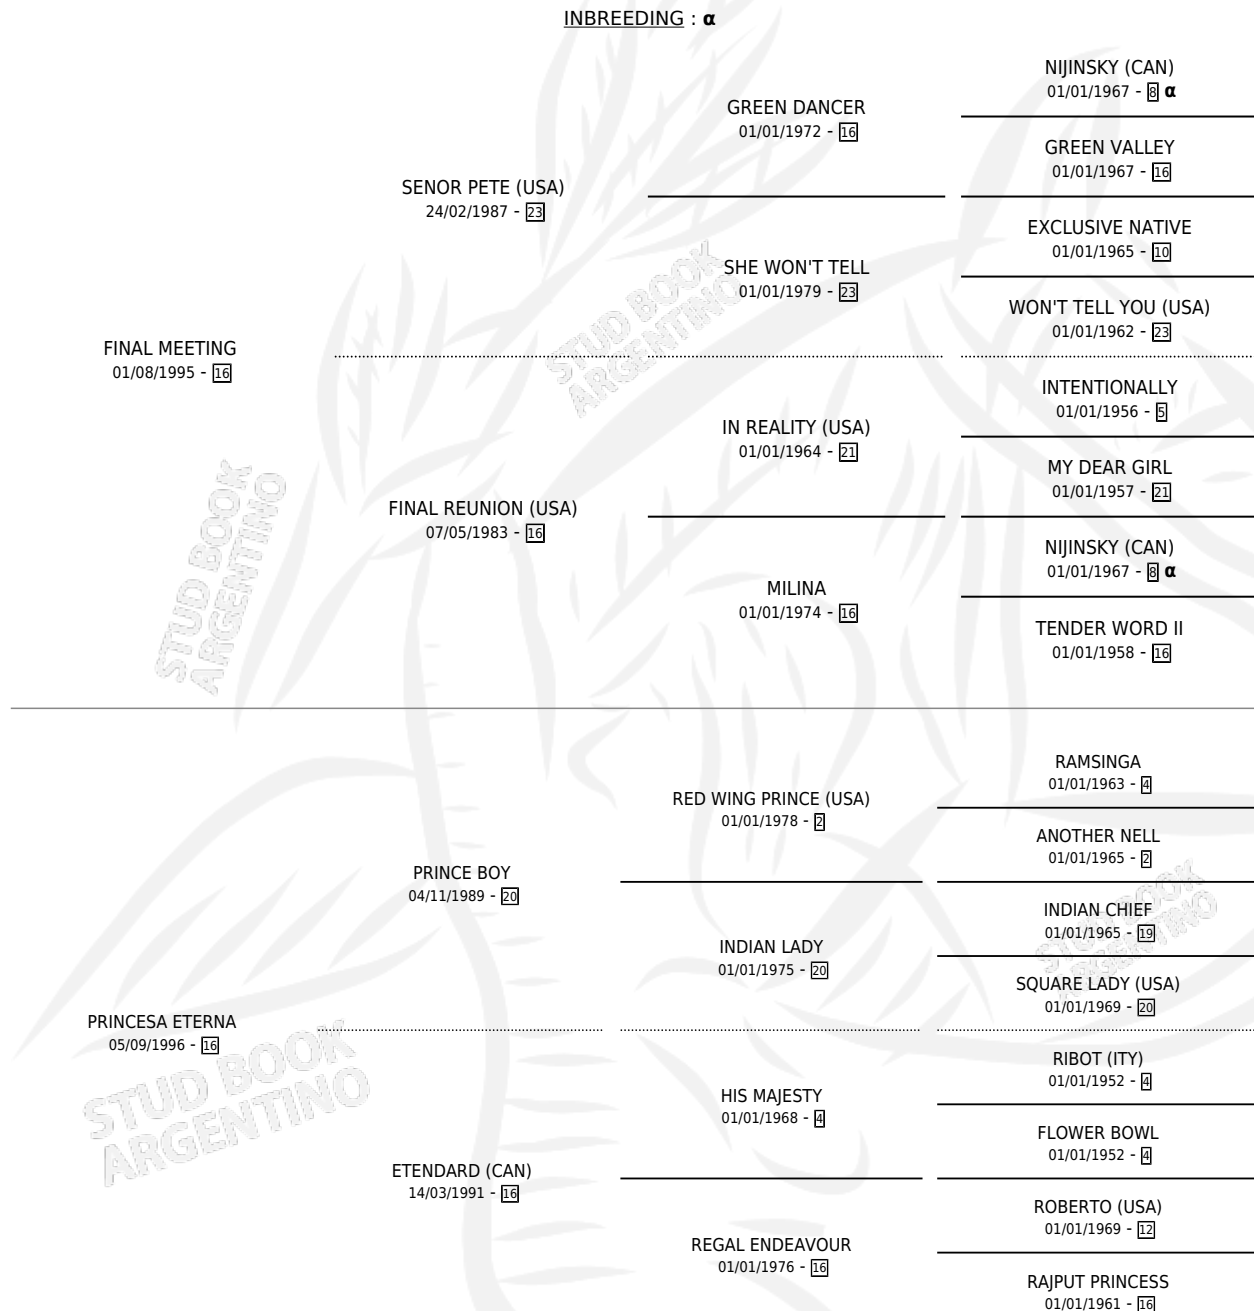 INBREEDING : α
NIJINSKY (CAN)
01/01/1967 - 8 α
GREEN DANCER
01/01/1972 - 16
GREEN VALLEY
01/01/1967 - 16
SENOR PETE (USA)
24/02/1987 - 23
EXCLUSIVE NATIVE
01/01/1965 - 10
SHE WON'T TELL
01/01/1979 - 23
WON'T TELL YOU (USA)
01/01/1962 - 23
FINAL MEETING
01/08/1995 - 16
INTENTIONALLY
01/01/1956 - 5
IN REALITY (USA)
01/01/1964 - 21
MY DEAR GIRL
01/01/1957 - 21
FINAL REUNION (USA)
07/05/1983 - 16
NIJINSKY (CAN)
01/01/1967 - 8 α
MILINA
01/01/1974 - 16
TENDER WORD II
01/01/1958 - 16
RAMSINGA
01/01/1963 - 4
RED WING PRINCE (USA)
01/01/1978 - 2
ANOTHER NELL
01/01/1965 - 2
PRINCE BOY
04/11/1989 - 20
INDIAN CHIEF
01/01/1965 - 19
INDIAN LADY
01/01/1975 - 20
SQUARE LADY (USA)
01/01/1969 - 20
PRINCESA ETERNA
05/09/1996 - 16
RIBOT (ITY)
01/01/1952 - 4
HIS MAJESTY
01/01/1968 - 4
FLOWER BOWL
01/01/1952 - 4
ETENDARD (CAN)
14/03/1991 - 16
ROBERTO (USA)
01/01/1969 - 12
REGAL ENDEAVOUR
01/01/1976 - 16
RAJPUT PRINCESS
01/01/1961 - 16
STUD BOOK
ARGENTINO
STUD BOOK
ARGENTINO
STUD BOOK
ARGENTINO
STUD BOOK
ARGENTINO